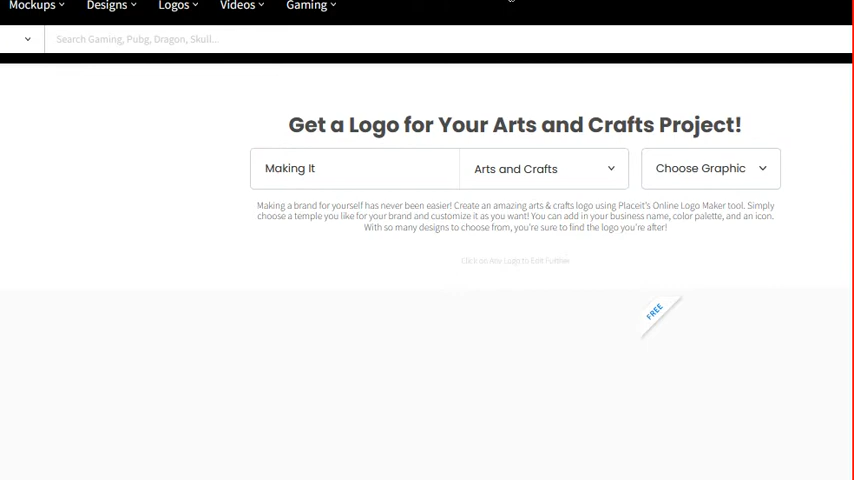 Mockups Designs Logos Videos Gaming
Search Gaming, Pubg, Dragon, Skull...
Get a Logo for Your Arts and Crafts Project!
Making It Arts and Crafts Choose Graphic
Making a brand for yourself has never been easier! Create an amazing arts & crafts logo using Placeit's Online Logo Maker tool. Simply
choose a temple you like for your brand and customize it as you want! You can add in your business name, color palette, and an icon.
With so many designs to choose from, you're sure to find the logo you're after!
Click on Any Logo to Edit Further
FREE